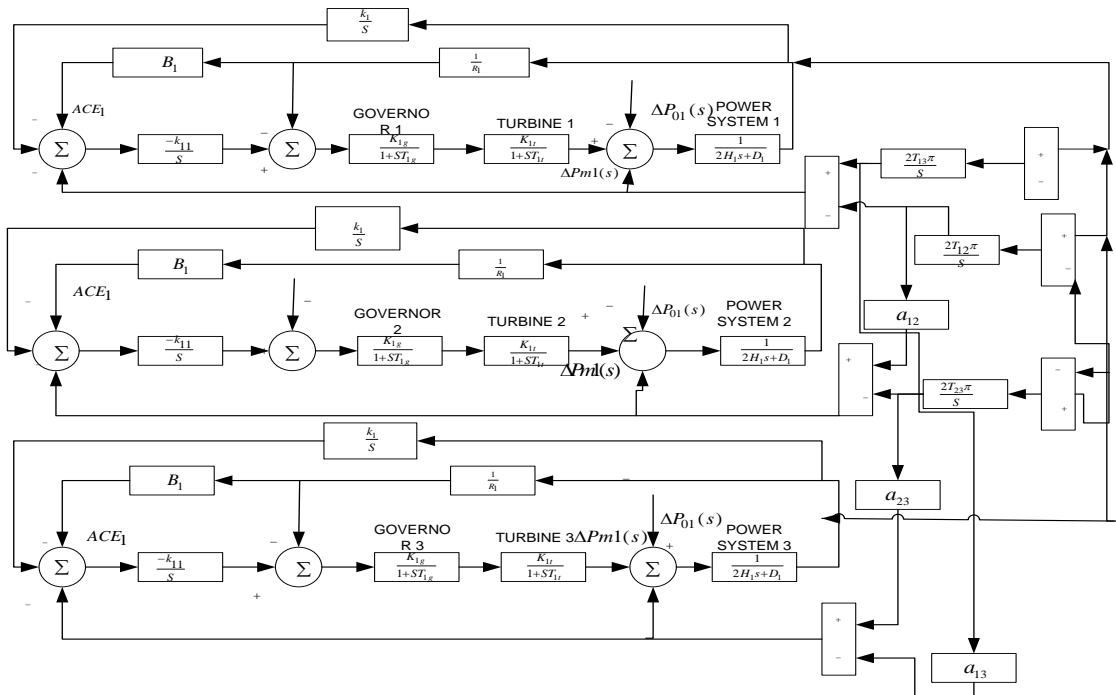 k₁/S
B₁
1/R₁
ACE₁
ΔP₀₁(s)
POWER
SYSTEM 1
GOVERNO
R 1
TURBINE 1
Σ
-k₁₁/S
Σ
K₁g/1+ST₁g
K₁t/1+ST₁t
Σ
1/2H₁s+D₁
ΔPm1(s)
2T₁₃π/S
k₁/S
2T₁₂π/S
B₁
1/R₁
ACE₁
ΔP₀₁(s)
GOVERNOR
2
TURBINE 2
POWER
SYSTEM 2
a₁₂
Σ
-k₁₁/S
Σ
K₁g/1+ST₁g
K₁t/1+ST₁t
Σ
1/2H₁s+D₁
ΔPm1(s)
2T₂₃π/S
k₁/S
B₁
1/R₁
a₂₃
ACE₁
ΔP₀₁(s)
GOVERNO
R 3
TURBINE 3
ΔPm1(s)
POWER
SYSTEM 3
Σ
-k₁₁/S
Σ
K₁g/1+ST₁g
K₁t/1+ST₁t
Σ
1/2H₁s+D₁
a₁₃